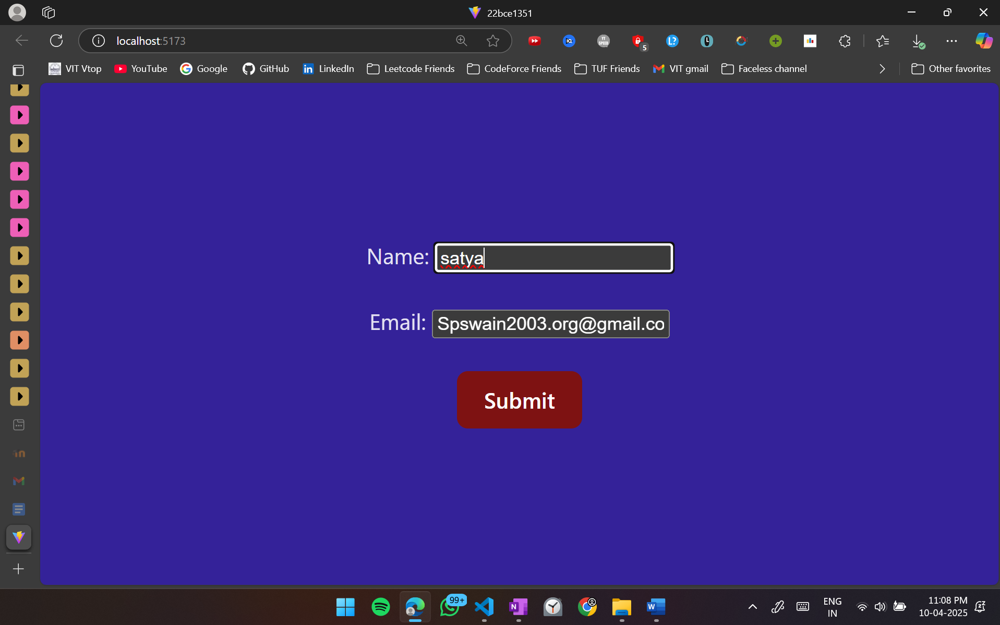 22bce1351
localhost:5173
YT SPEED
5
L?
VIT Vtop
YouTube
Google
GitHub
LinkedIn
Leetcode Friends
CodeForce Friends
TUF Friends
VIT gmail
Faceless channel
Other favorites
Name: satya
Email: Spswain2003.org@gmail.co
Submit
99+
N
W
ENG
IN
11:08 PM
10-04-2025